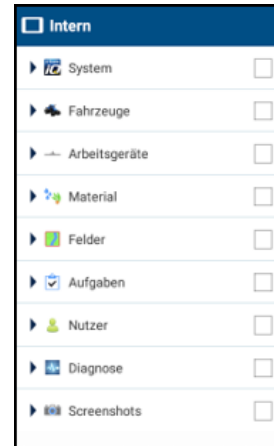 Intern
System
Fahrzeuge
Arbeitsgeräte
Material
Felder
Aufgaben
Nutzer
Diagnose
Screenshots